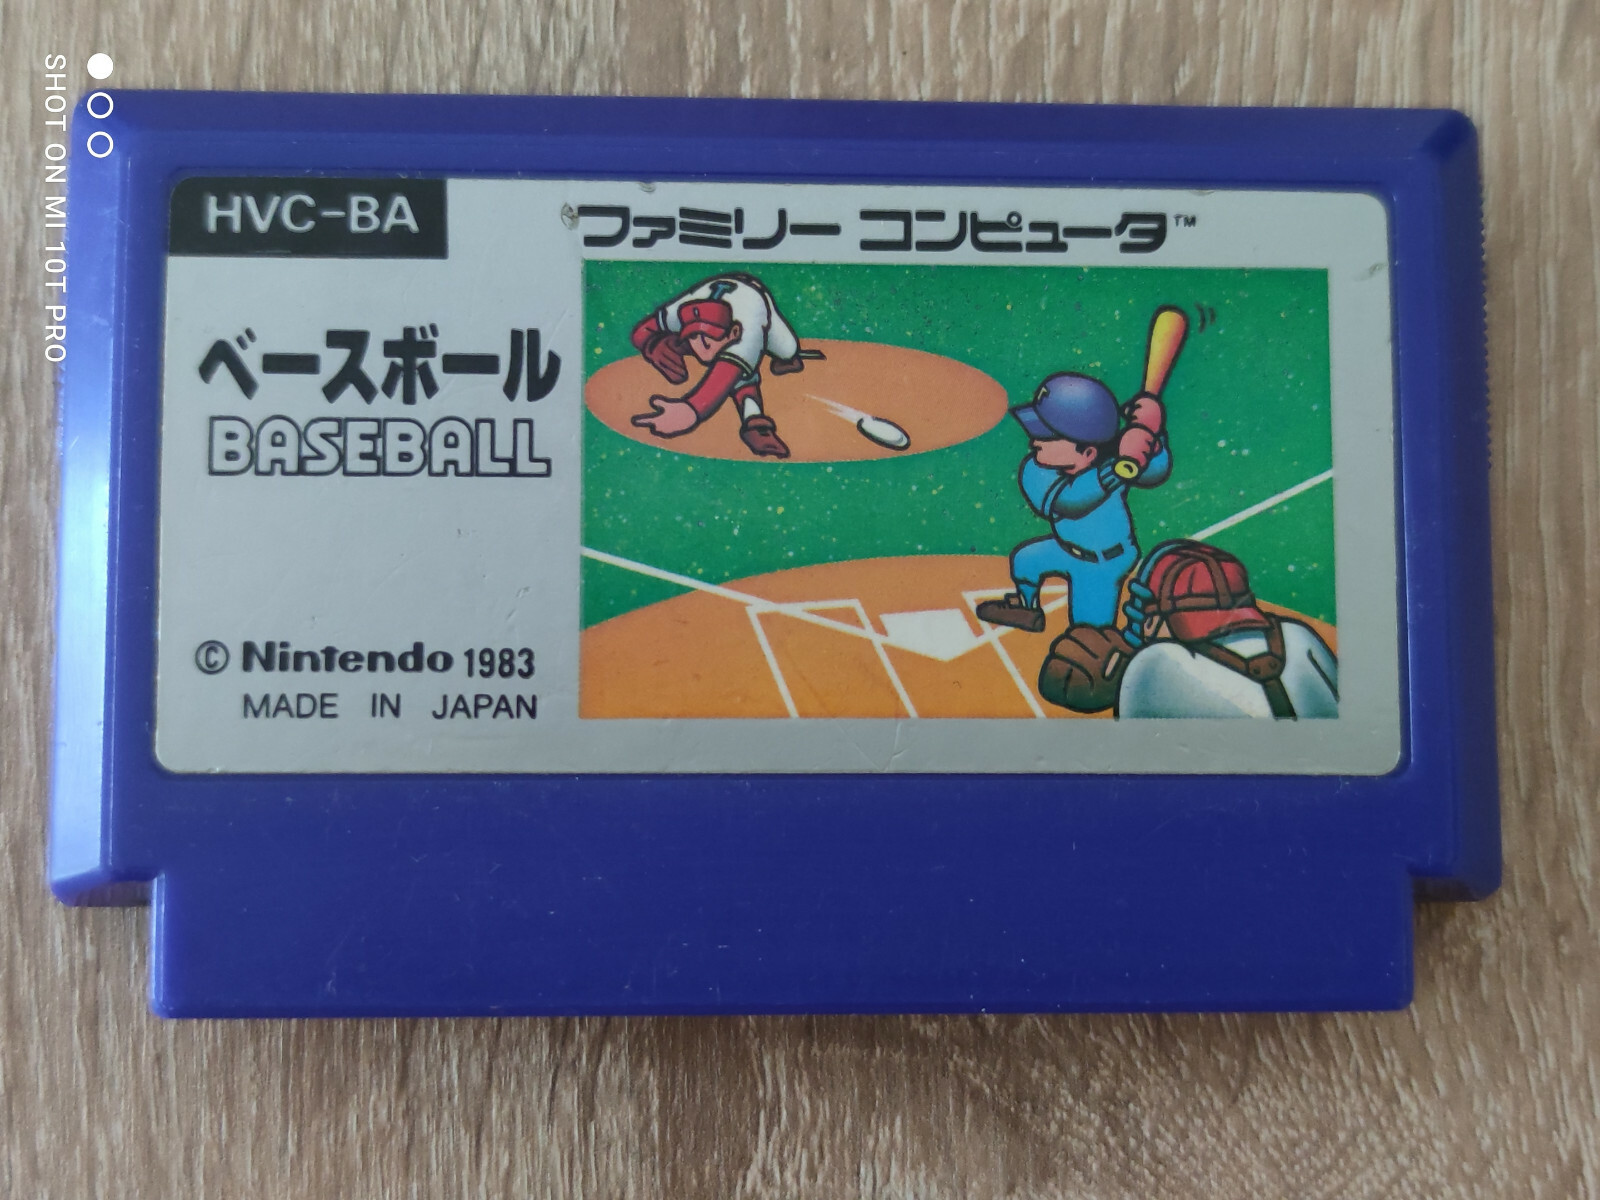 HVC-BA
ファミリー コンピュータ™
ベースボール
BASEBALL
© Nintendo 1983
MADE IN JAPAN
SHOT ON MI 10T PRO